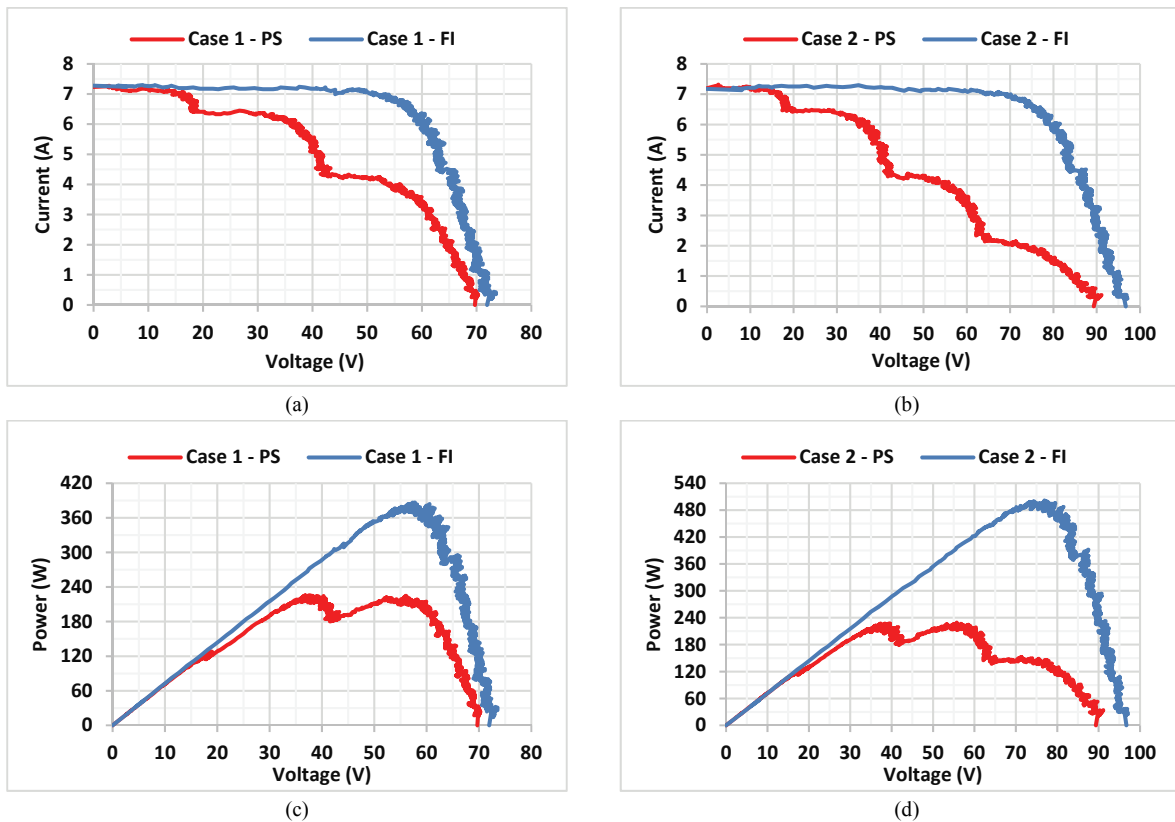 Case 1 - PS Case 1 - FI
8
7
6
5
4
3
2
1
0
Current (A)
0 10 20 30 40 50 60 70 80
Voltage (V)
(a)
Case 2 - PS Case 2 - FI
8
7
6
5
4
3
2
1
0
Current (A)
0 10 20 30 40 50 60 70 80 90 100
Voltage (V)
(b)
Case 1 - PS Case 1 - FI
420
360
300
240
180
120
60
0
Power (W)
0 10 20 30 40 50 60 70 80
Voltage (V)
(c)
Case 2 - PS Case 2 - FI
540
480
420
360
300
240
180
120
60
0
Power (W)
0 10 20 30 40 50 60 70 80 90 100
Voltage (V)
(d)